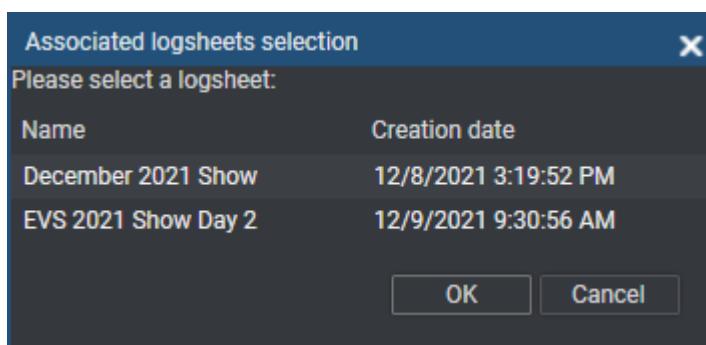 Associated logsheets selection
Please select a logsheet:
Name Creation date
December 2021 Show 12/8/2021 3:19:52 PM
EVS 2021 Show Day 2 12/9/2021 9:30:56 AM
OK Cancel